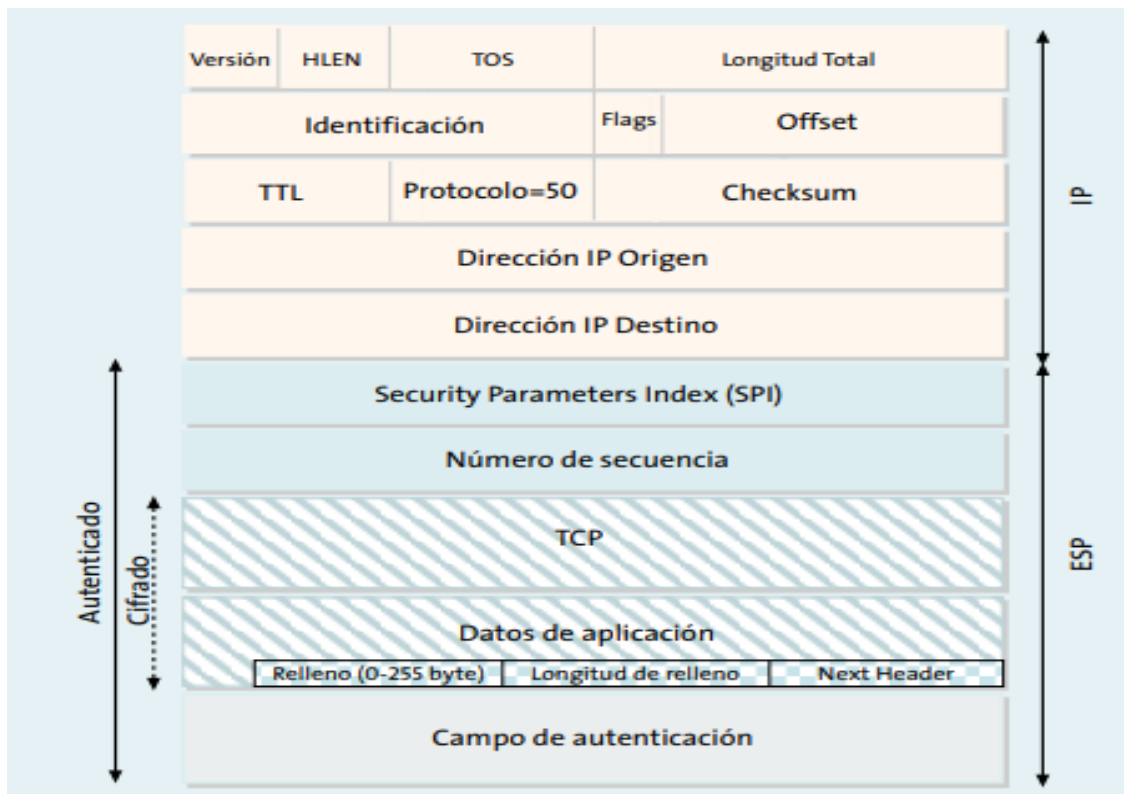 Versión HLEN TOS Longitud Total
Identificación Flags Offset
TTL Protocolo=50 Checksum
IP
Dirección IP Origen
Dirección IP Destino
Security Parameters Index (SPI)
Número de secuencia
Autenticado
Cifrado
TCP
ESP
Datos de aplicación
Relleno (0-255 byte) Longitud de relleno Next Header
Campo de autenticación